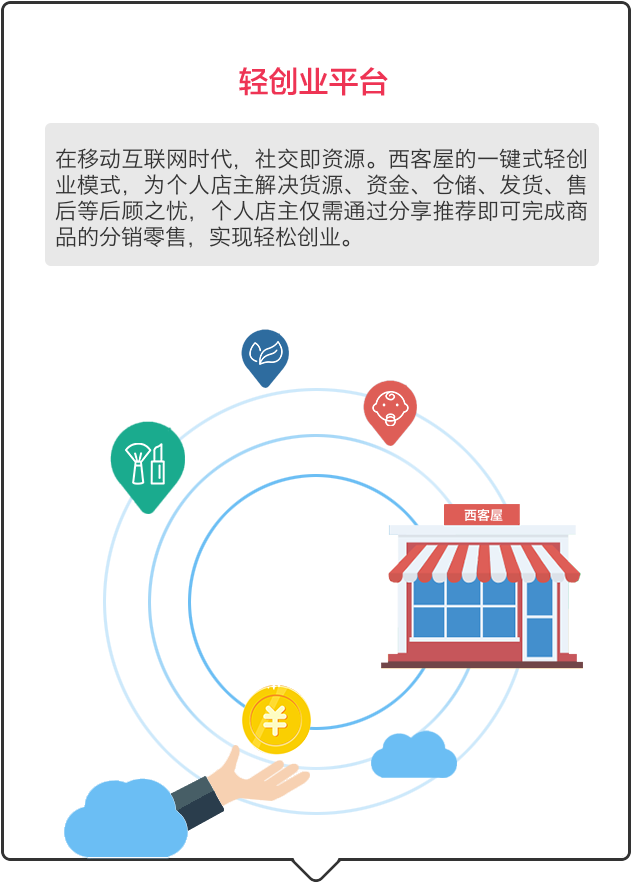 轻创业平台
在移动互联网时代，社交即资源。西客屋的一键式轻创
业模式，为个人店主解决货源、资金、仓储、发货、售
后等后顾之忧，个人店主仅需通过分享推荐即可完成商
品的分销零售，实现轻松创业。
西客屋
¥